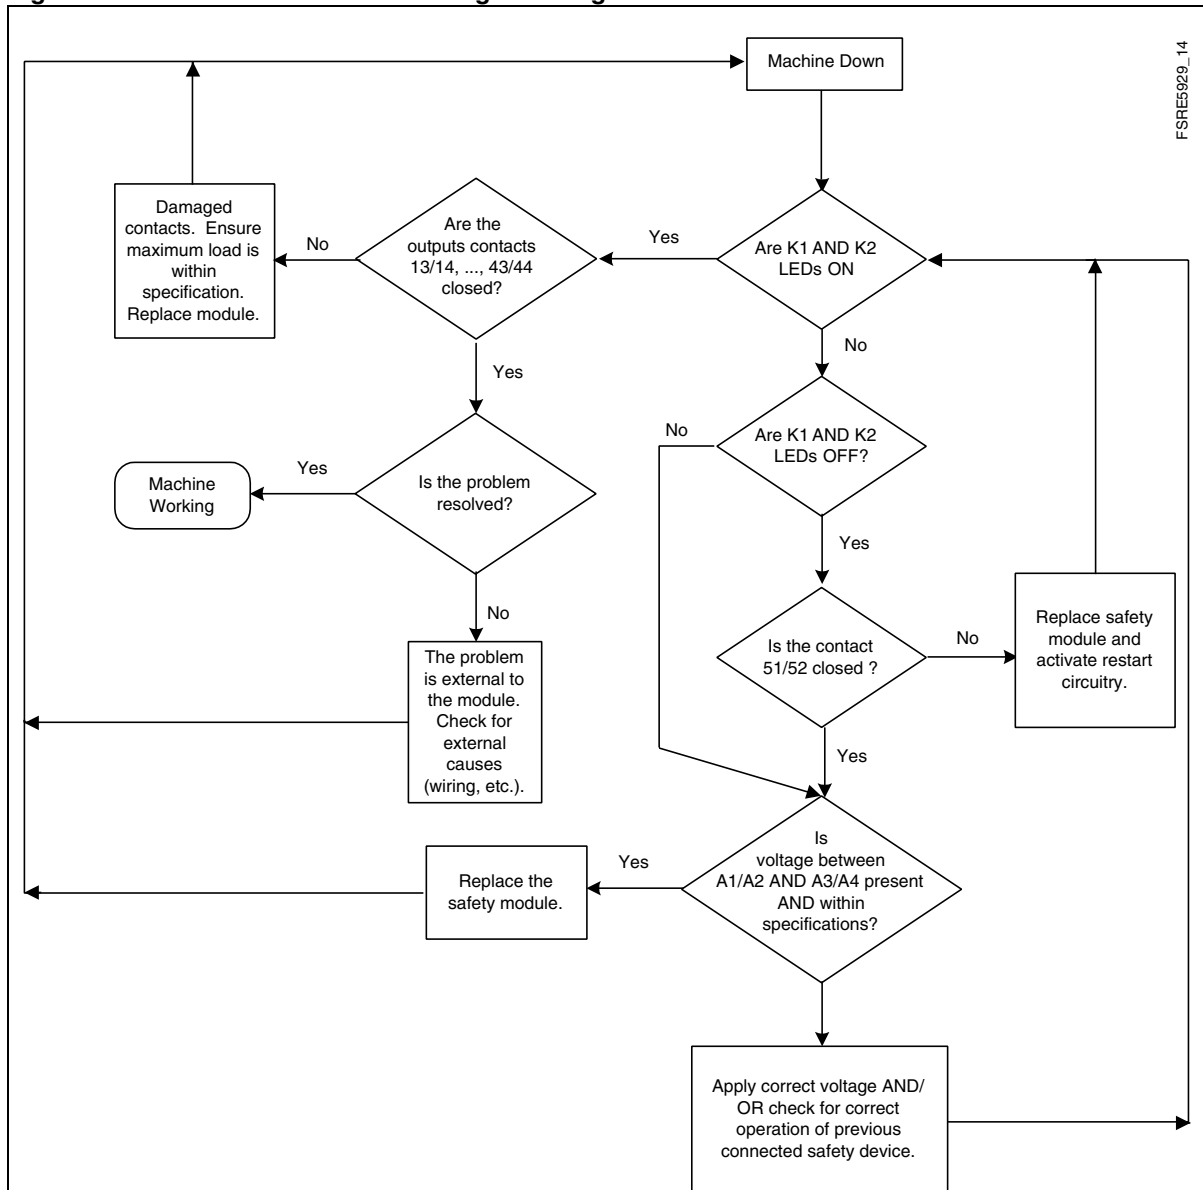 Machine Down
FSRE5929_14
Damaged
contacts. Ensure
maximum load is
within
specification.
Replace module.
No
Are the
outputs contacts
13/14, ..., 43/44
closed?
Yes
Are K1 AND K2
LEDs ON
No
Yes
No
Are K1 AND K2
LEDs OFF?
Machine
Working
Yes
Is the problem
resolved?
Yes
No
Is the contact
51/52 closed ?
No
Replace safety
module and
activate restart
circuitry.
The problem
is external to
the module.
Check for
external
causes
(wiring, etc.).
Yes
Replace the
safety module.
Yes
Is
voltage between
A1/A2 AND A3/A4 present
AND within
specifications?
Apply correct voltage AND/
OR check for correct
operation of previous
connected safety device.